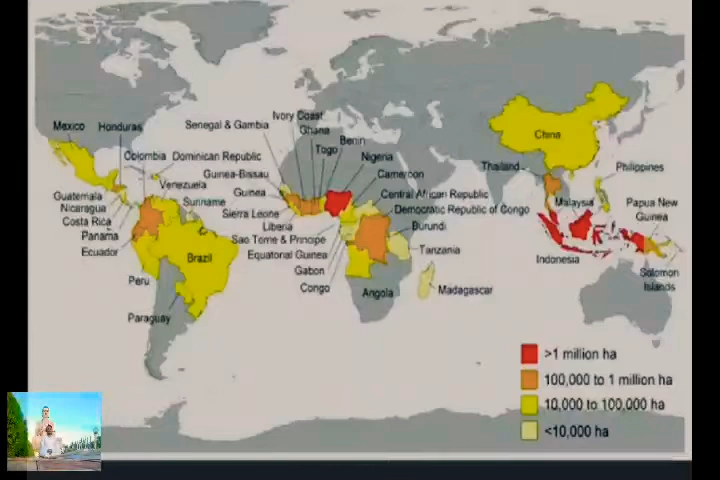 Mexico
Honduras
Colombia
Dominican Republic
Venezuela
Guatemala
Nicaragua
Costa Rica
Panama
Ecuador
Suriname
Brazil
Peru
Paraguay
Senegal & Gambia
Ivory Coast
Ghana
Togo
Benin
Nigeria
Guinea-Bissau
Cameroon
Guinea
Central African Republic
Sierra Leone
Democratic Republic of Congo
Liberia
Burundi
Sao Tome & Principe
Tanzania
Equatorial Guinea
Gabon
Congo
Angola
Madagascar
China
Thailand
Philippines
Malaysia
Papua New
Guinea
Indonesia
Solomon
Islands
>1 million ha
100,000 to 1 million ha
10,000 to 100,000 ha
<10,000 ha